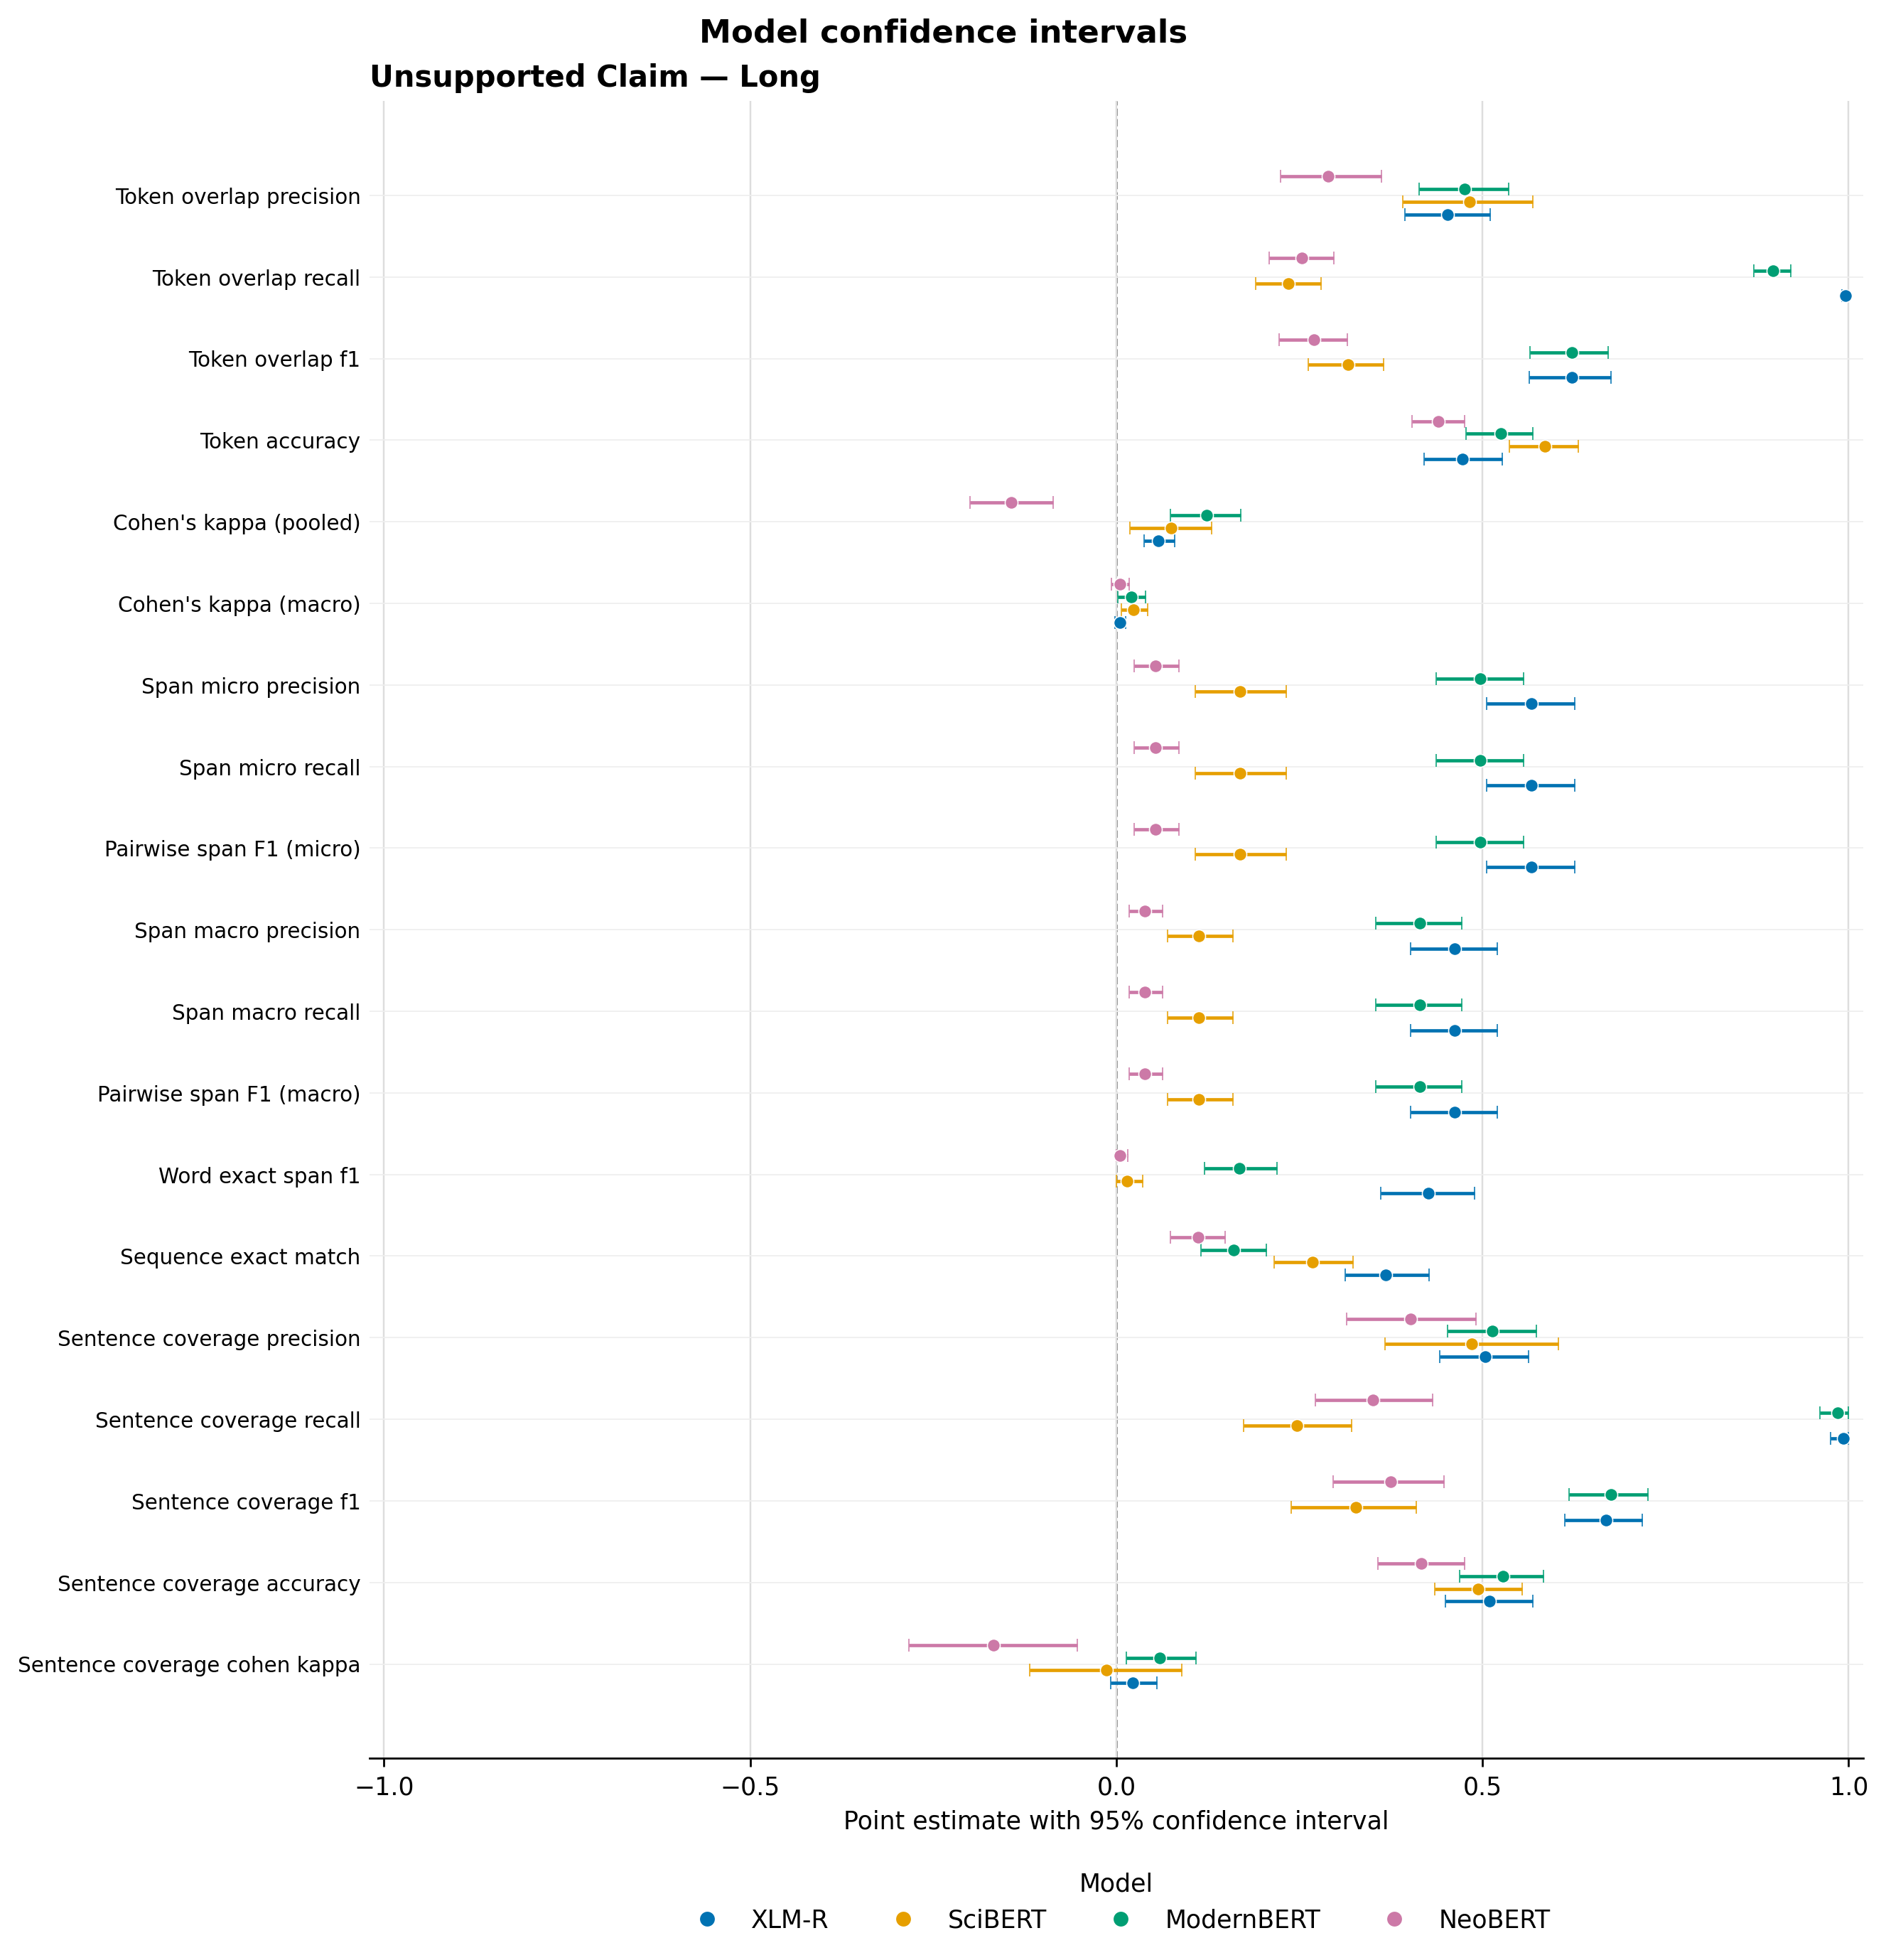 Model confidence intervals
Unsupported Claim — Long
Token overlap precision
Token overlap recall
Token overlap f1
Token accuracy
Cohen's kappa (pooled)
Cohen's kappa (macro)
Span micro precision
Span micro recall
Pairwise span F1 (micro)
Span macro precision
Span macro recall
Pairwise span F1 (macro)
Word exact span f1
Sequence exact match
Sentence coverage precision
Sentence coverage recall
Sentence coverage f1
Sentence coverage accuracy
Sentence coverage cohen kappa
−1.0 −0.5 0.0 0.5 1.0
Point estimate with 95% confidence interval
Model
XLM-R SciBERT ModernBERT NeoBERT